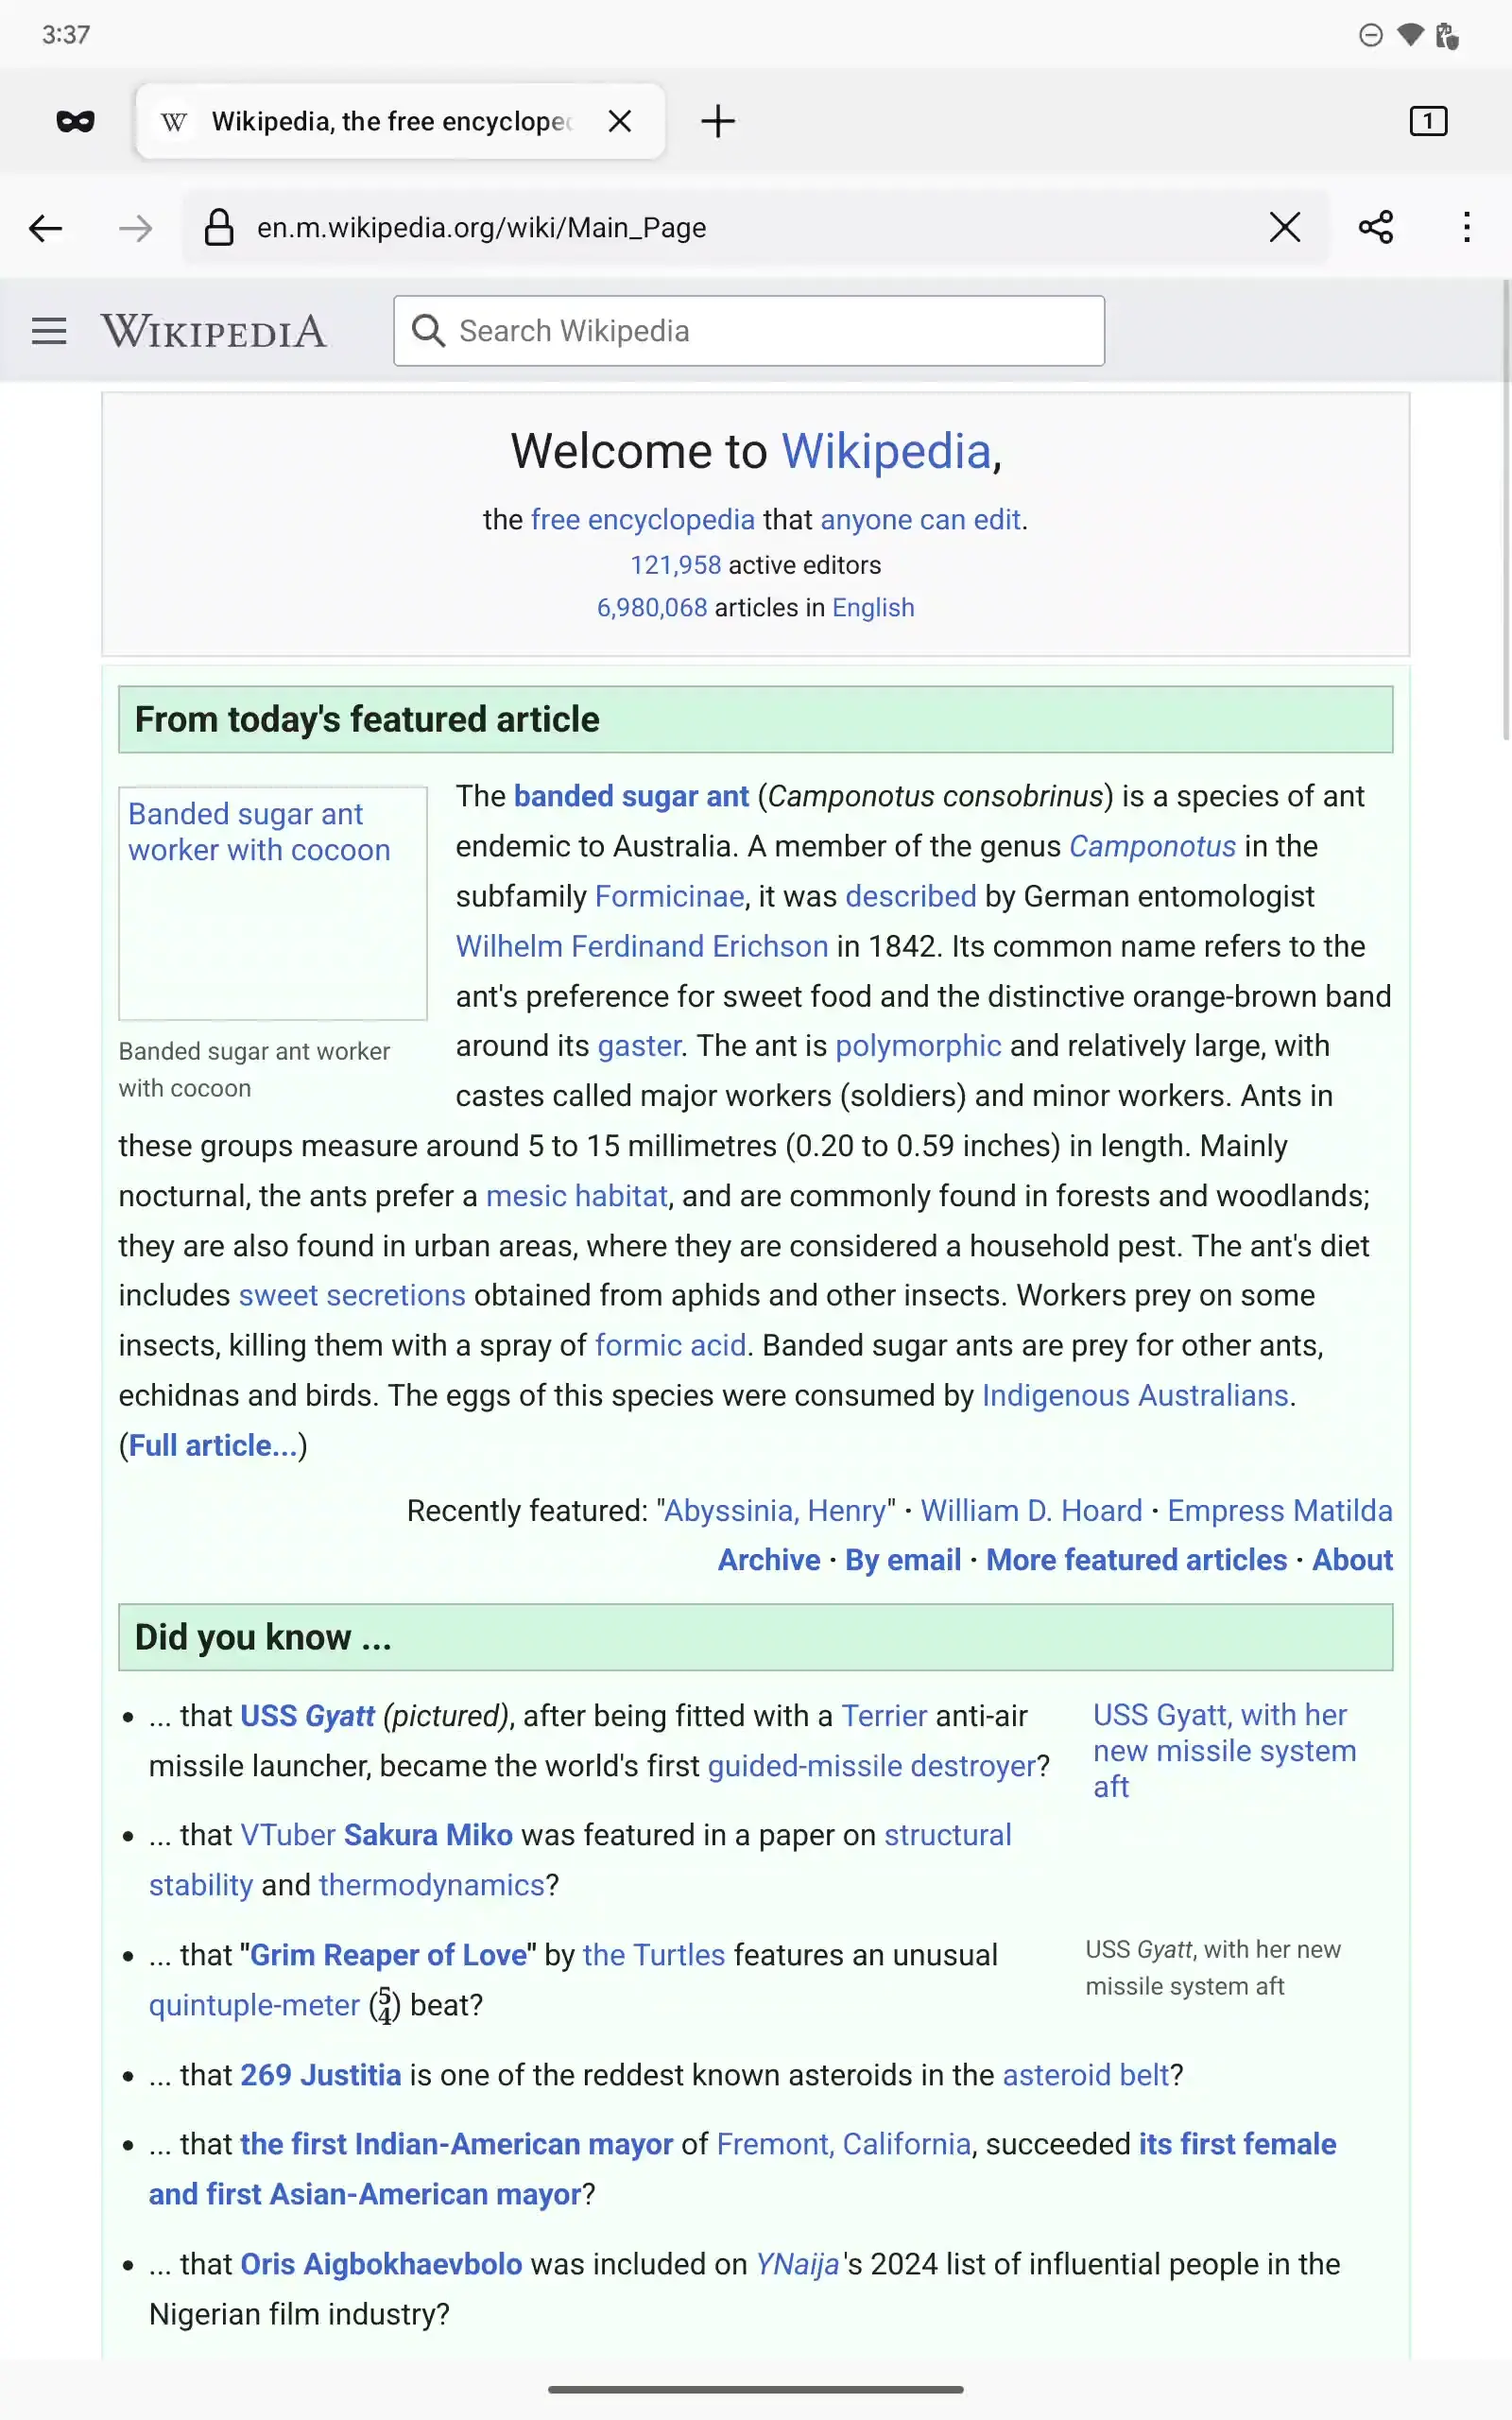 3:37
Wikipedia, the free encyclope
1
en.m.wikipedia.org/wiki/Main_Page
WIKIPEDIA
Search Wikipedia
Welcome to Wikipedia,
the free encyclopedia that anyone can edit.
121,958 active editors
6,980,068 articles in English
From today's featured article
Banded sugar ant
worker with cocoon
Banded sugar ant worker
with cocoon
The banded sugar ant (Camponotus consobrinus) is a species of ant
endemic to Australia. A member of the genus Camponotus in the
subfamily Formicinae, it was described by German entomologist
Wilhelm Ferdinand Erichson in 1842. Its common name refers to the
ant's preference for sweet food and the distinctive orange-brown band
around its gaster. The ant is polymorphic and relatively large, with
castes called major workers (soldiers) and minor workers. Ants in
these groups measure around 5 to 15 millimetres (0.20 to 0.59 inches) in length. Mainly
nocturnal, the ants prefer a mesic habitat, and are commonly found in forests and woodlands;
they are also found in urban areas, where they are considered a household pest. The ant's diet
includes sweet secretions obtained from aphids and other insects. Workers prey on some
insects, killing them with a spray of formic acid. Banded sugar ants are prey for other ants,
echidnas and birds. The eggs of this species were consumed by Indigenous Australians.
(Full article...)
Recently featured: "Abyssinia, Henry" · William D. Hoard · Empress Matilda
Archive · By email · More featured articles · About
Did you know ...
• ... that USS Gyatt (pictured), after being fitted with a Terrier anti-air
missile launcher, became the world's first guided-missile destroyer?
USS Gyatt, with her
new missile system
aft
USS Gyatt, with her new
missile system aft
• ... that VTuber Sakura Miko was featured in a paper on structural
stability and thermodynamics?
• ... that "Grim Reaper of Love" by the Turtles features an unusual
quintuple-meter (5/4) beat?
• ... that 269 Justitia is one of the reddest known asteroids in the asteroid belt?
• ... that the first Indian-American mayor of Fremont, California, succeeded its first female
and first Asian-American mayor?
• ... that Oris Aigbokhaevbolo was included on YNaija's 2024 list of influential people in the
Nigerian film industry?